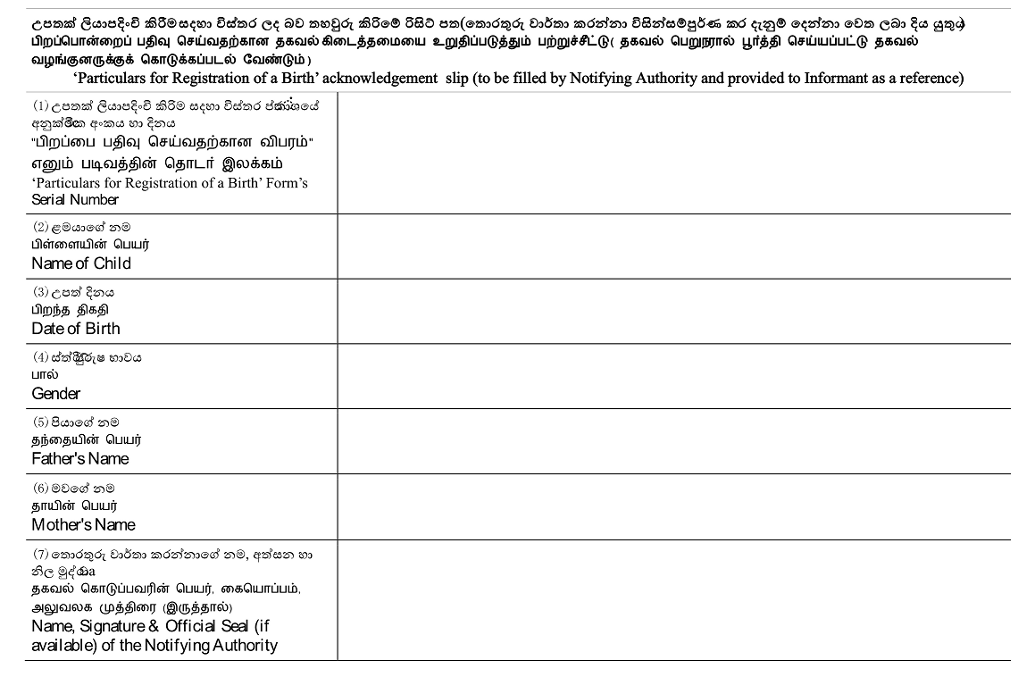 උපතක් ලියාපදිංචි කිරීම සඳහා විස්තර ලද බව තහවුරු කිරීමේ රිසිට් පත (තොරතුරු වාර්තා කරන්නා විසින් සම්පුර්ණ කර දැනුම් දෙන්නා වෙත ලබා දිය යුතුය)
பிறப்பொன்றைப் பதிவு செய்வதற்கான தகவல் கிடைத்தமையை உறுதிப்படுத்தும் பற்றுச்சீட்டு( தகவல் பெறுநரால் பூர்த்தி செய்யப்பட்டு தகவல்
வழங்குனருக்குக் கொடுக்கப்படல் வேண்டும்)
‘Particulars for Registration of a Birth’ acknowledgement slip (to be filled by Notifying Authority and provided to Informant as a reference)
(1) උපතක් ලියාපදිංචි කිරීම සඳහා විස්තර
අනුක්‍රමික අංකය හා දිනය
"பிறப்பை பதிவு செய்வதற்கான விபரம்"
எனும் படிவத்தின் தொடர் இலக்கம்
‘Particulars for Registration of a Birth’ Form’s
Serial Number
(2) ළමයාගේ නම
பிள்ளையின் பெயர்
Name of Child
(3) උපත් දිනය
பிறந்த திகதி
Date of Birth
(4) ස්ත්‍රී පුරුෂ භාවය
பால்
Gender
(5) පියාගේ නම
தந்தையின் பெயர்
Father's Name
(6) මවගේ නම
தாயின் பெயர்
Mother's Name
(7) තොරතුරු වාර්තා කරන්නාගේ නම, අත්සන හා
නිල
தகவல் கொடுப்பவரின் பெயர், கையொப்பம்,
அலுவலக முத்திரை (இருத்தால்)
Name, Signature & Official Seal (if
available) of the Notifying Authority